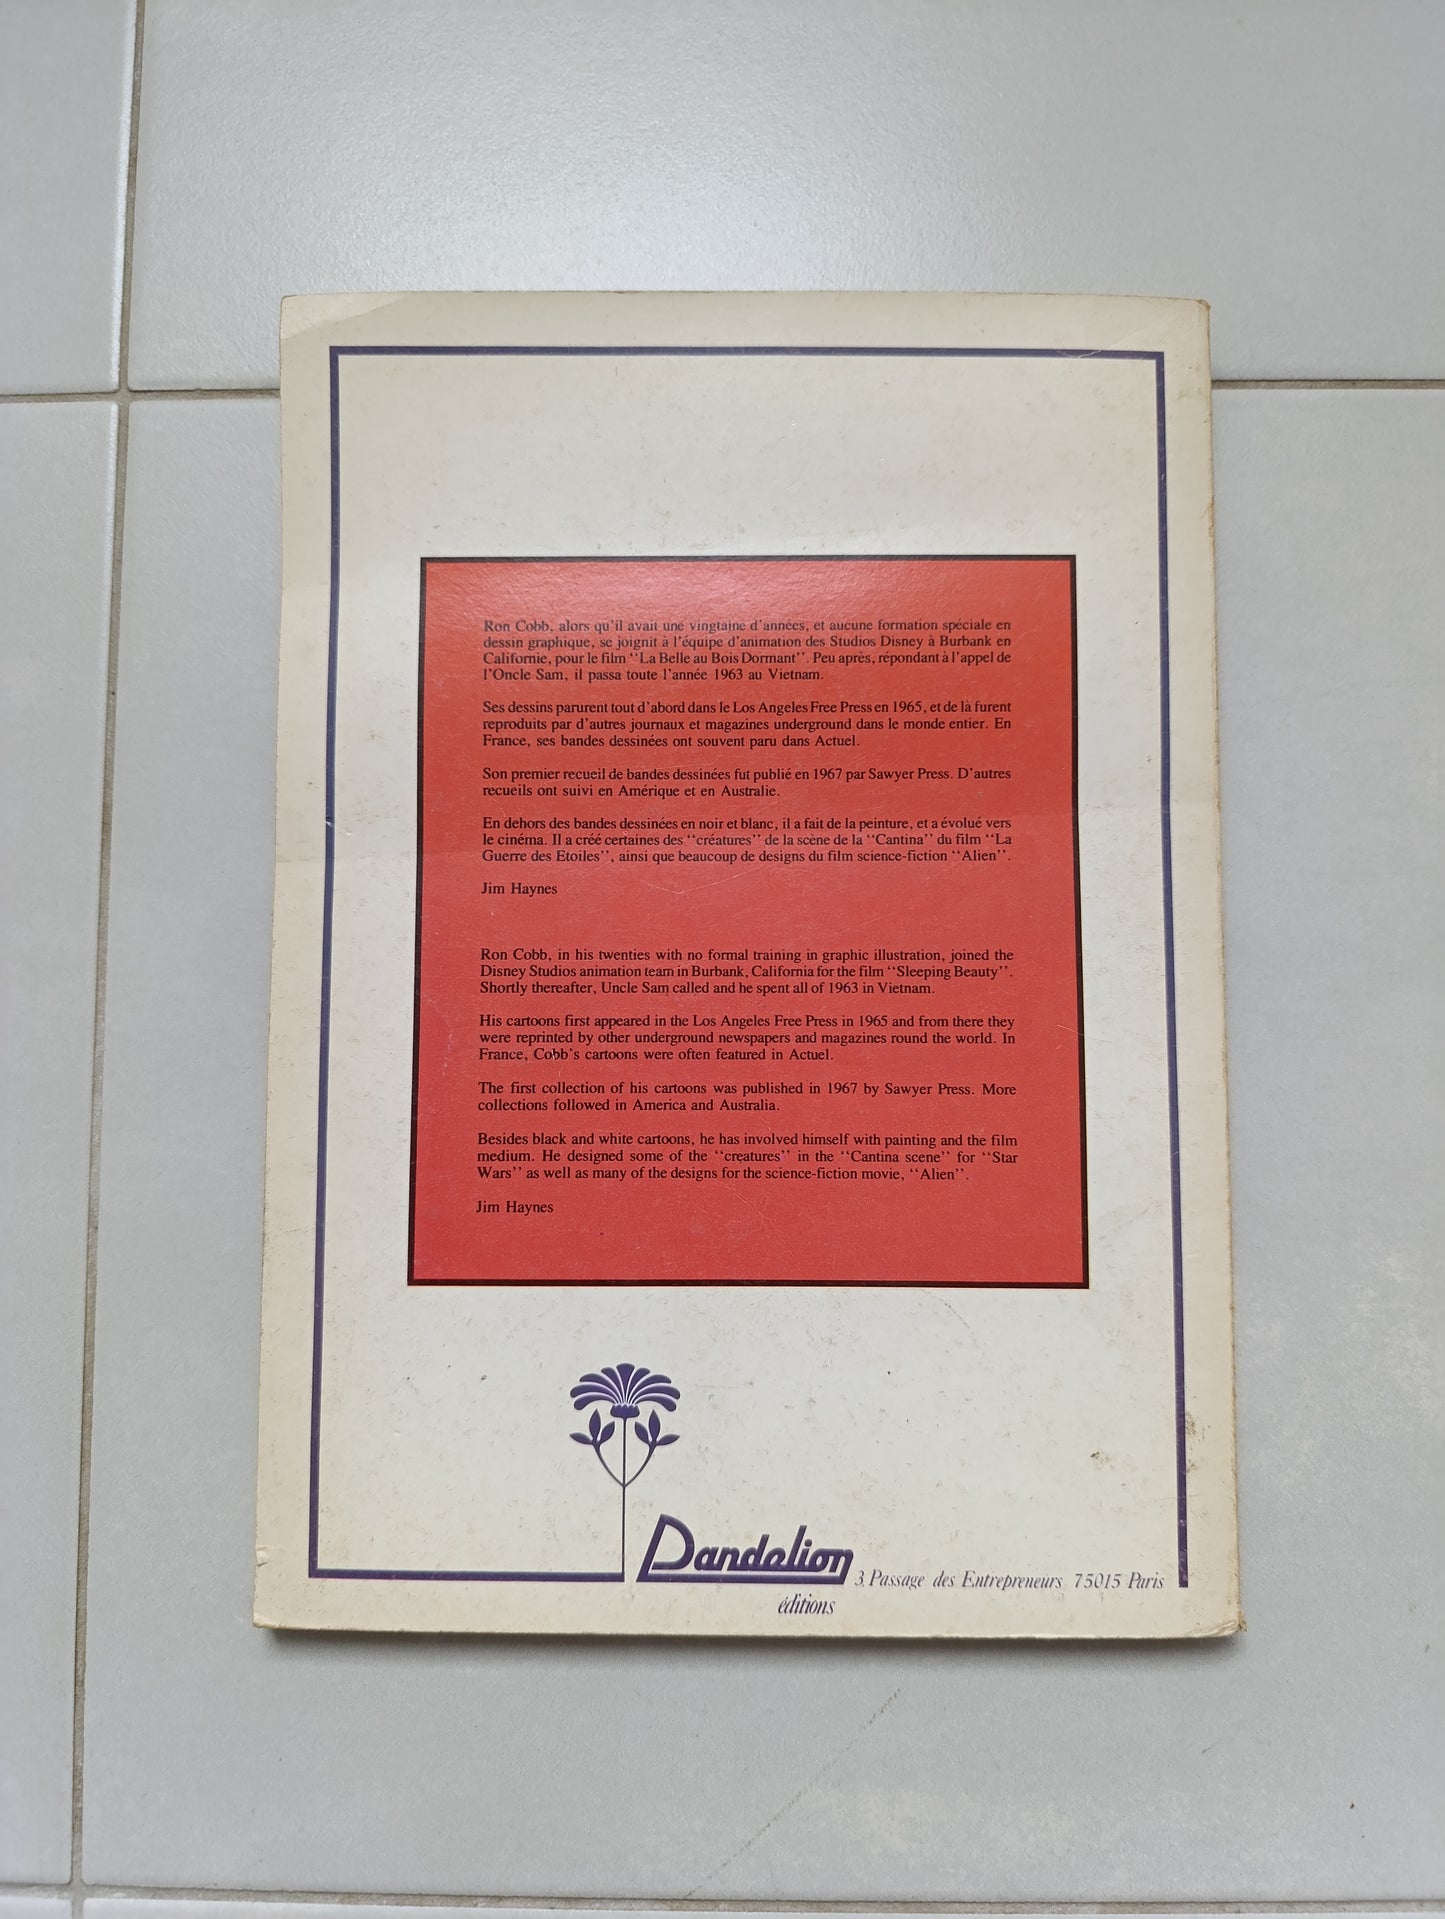 Ron Cobb, alors qu'il avait une vingtaine d'années, et aucune formation spéciale en
dessin graphique, se joignit à l'équipe d'animation des Studios Disney à Burbank en
Californie, pour le film ‘‘La Belle au Bois Dormant’’. Peu après, répondant à l'appel de
l'Oncle Sam, il passa toute l'année 1963 au Vietnam.
Ses dessins parurent tout d'abord dans le Los Angeles Free Press en 1965, et de là furent
reproduits par d'autres journaux et magazines underground dans le monde entier. En
France, ses bandes dessinées ont souvent paru dans Actuel.
Son premier recueil de bandes dessinées fut publié en 1967 par Sawyer Press. D'autres
recueils ont suivi en Amérique et en Australie.
En dehors des bandes dessinées en noir et blanc, il a fait de la peinture, et a évolué vers
le cinéma. Il a créé certaines des ‘‘créatures’’ de la scène de la ‘‘Cantina’’ du film ‘‘La
Guerre des Etoiles’’, ainsi que beaucoup de designs du film science-fiction ‘‘Alien’’.
Jim Haynes
Ron Cobb, in his twenties with no formal training in graphic illustration, joined the
Disney Studios animation team in Burbank, California for the film ‘‘Sleeping Beauty’’.
Shortly thereafter, Uncle Sam called and he spent all of 1963 in Vietnam.
His cartoons first appeared in the Los Angeles Free Press in 1965 and from there they
were reprinted by other underground newspapers and magazines round the world. In
France, Cobb's cartoons were often featured in Actuel.
The first collection of his cartoons was published in 1967 by Sawyer Press. More
collections followed in America and Australia.
Besides black and white cartoons, he has involved himself with painting and the film
medium. He designed some of the ‘‘creatures’’ in the ‘‘Cantina scene’’ for ‘‘Star
Wars’’ as well as many of the designs for the science-fiction movie, ‘‘Alien’’.
Jim Haynes
Dandelion
3, Passage des Entrepreneurs 75015 Paris
éditions